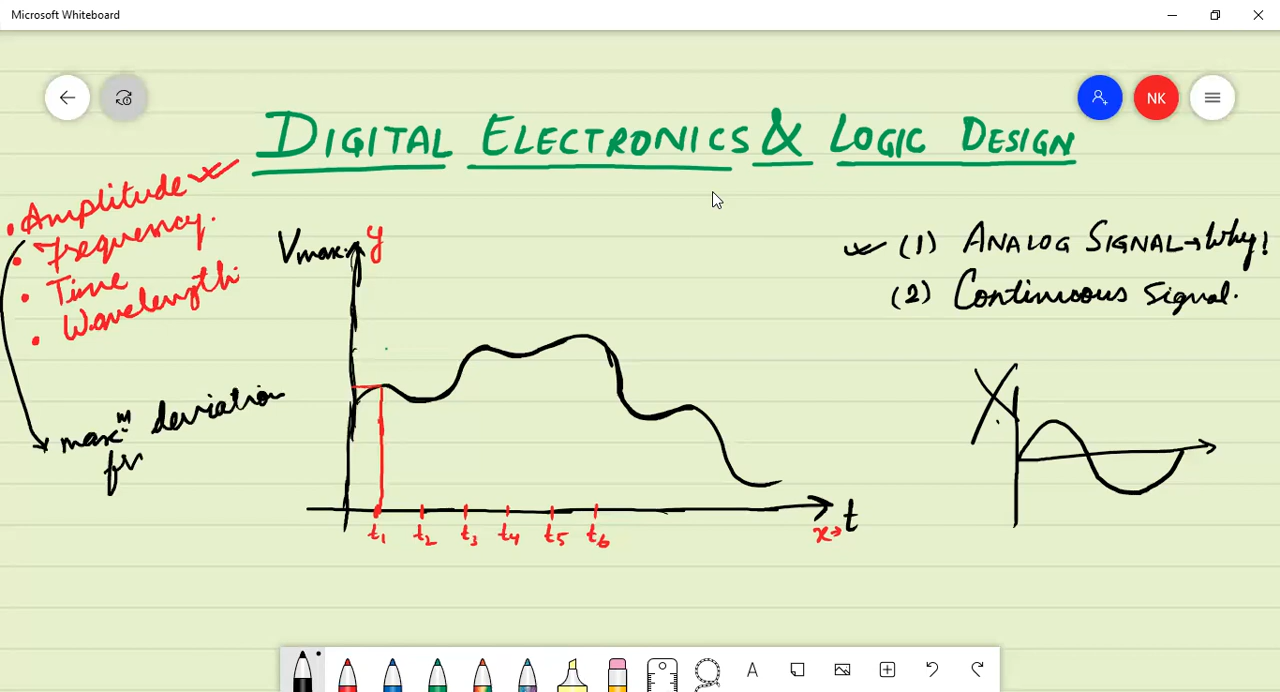 Microsoft Whiteboard
NK
DIGITAL ELECTRONICS & LOGIC DESIGN
• Amplitude
• Frequency.
• Time
• Wavelength
maxᵐ deviation
fr
Vmax.
y
(1) ANALOG SIGNAL → Why!
(2) Continuous Signal.
t₁ t₂ t₃ t₄ t₅ t₆
x→
t
A